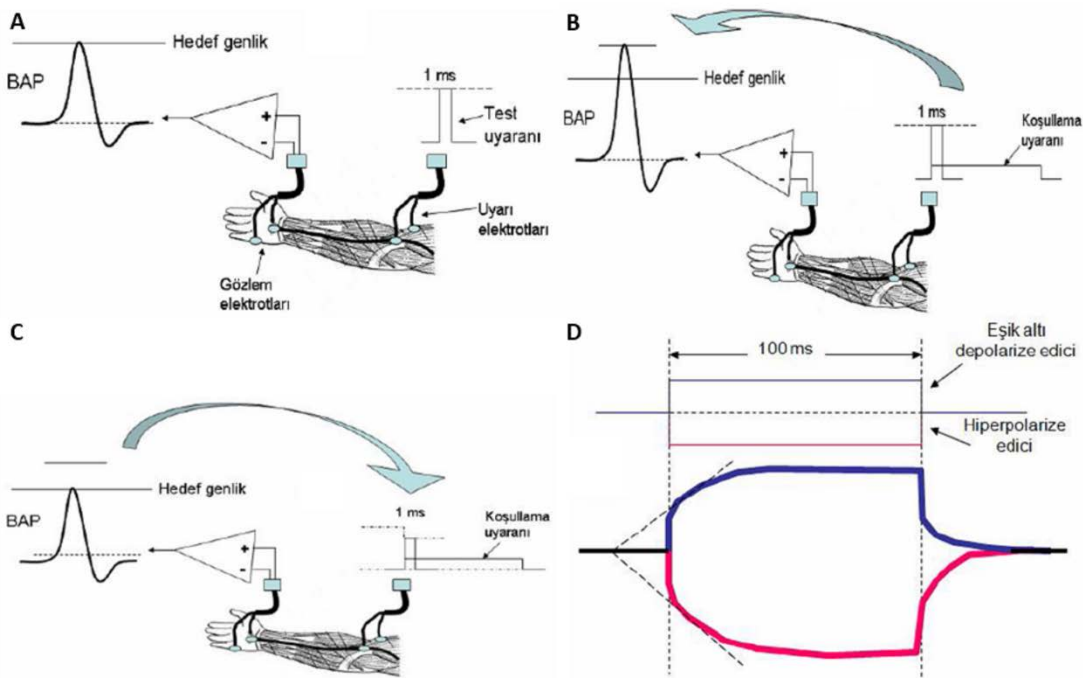 A
Hedef genlik
BAP
1 ms
+
-
Test
uyaranı
Uyarı
elektrotları
Gözlem
elektrotları
B
Hedef genlik
BAP
1 ms
Koşullama
uyaranı
+
-
C
Hedef genlik
BAP
1 ms
Koşullama
uyaranı
+
-
D
100 ms
Eşik altı
depolarize edici
Hiperpolarize
edici